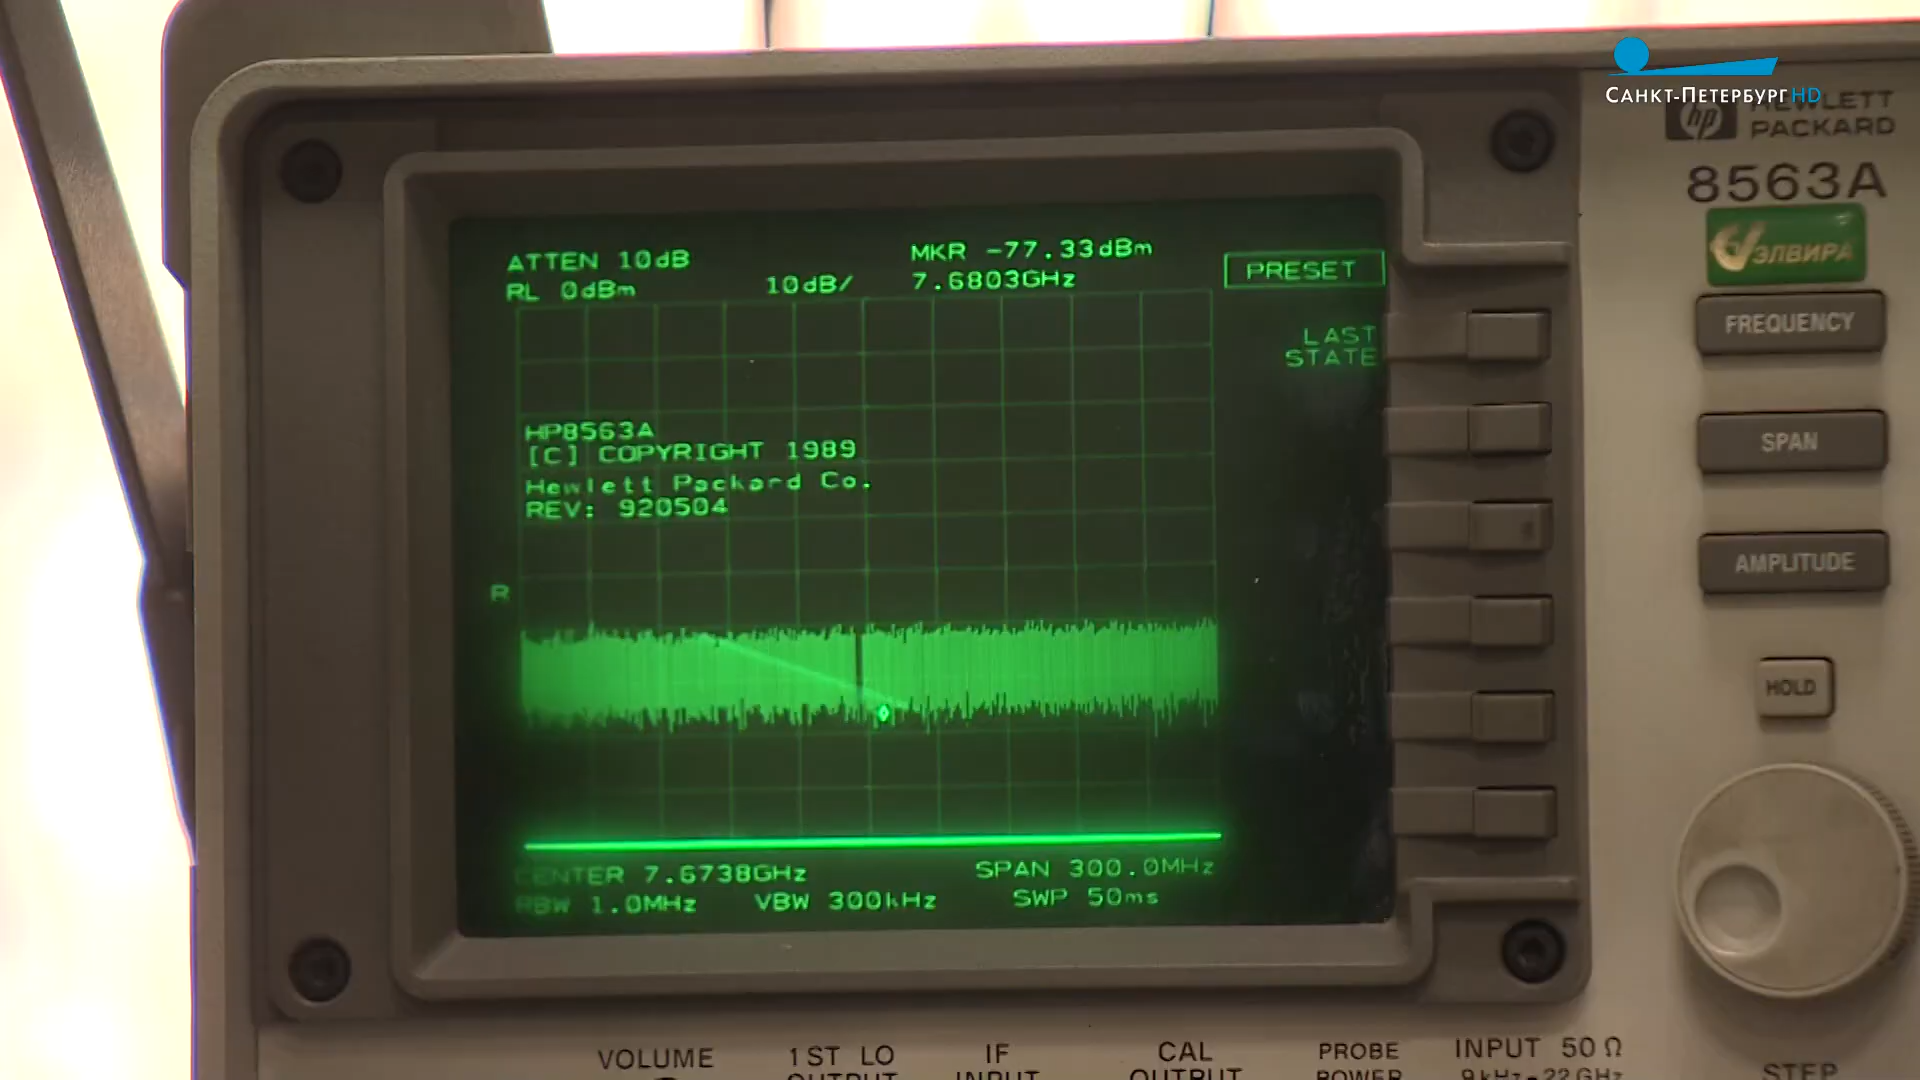 САНКТ-ПЕТЕРБУРГ HD
hp HEWLETT
PACKARD
8563A
ЭЛВИРА
ATTEN 10dB
RL 0dBm
10dB/
MKR -77.33dBm
7.6803GHz
PRESET
LAST
STATE
HP8563A
[C] COPYRIGHT 1989
Hewlett Packard Co.
REV: 920504
R
CENTER 7.6738GHz
SPAN 300.0MHz
RBW 1.0MHz
VBW 300kHz
SWP 50ms
FREQUENCY
SPAN
AMPLITUDE
HOLD
VOLUME
1ST LO
OUTPUT
IF
INPUT
CAL
OUTPUT
PROBE
POWER
INPUT 50 Ω
9kHz-22GHz
STEP